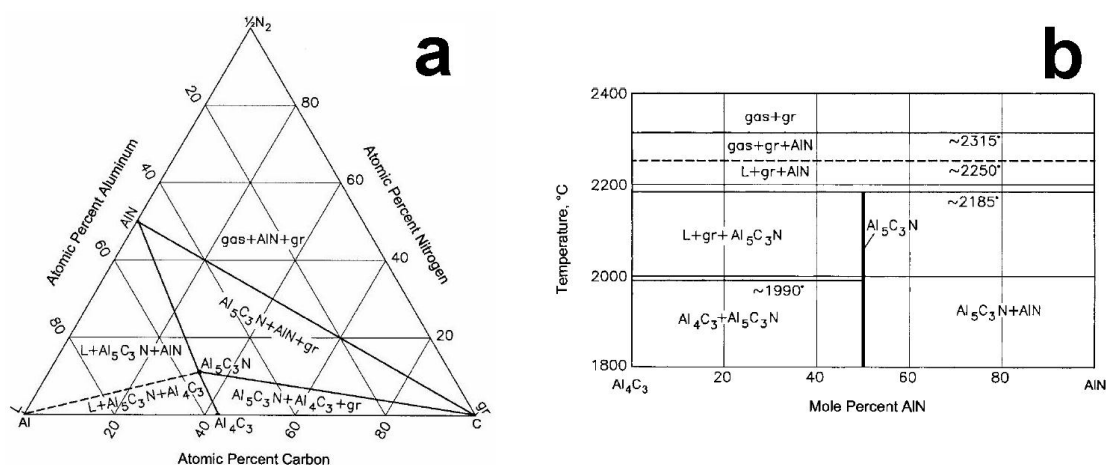 a
½N₂
20
80
40
60
Atomic Percent Aluminum
Atomic Percent Nitrogen
AlN
gas+AlN+gr
60
40
Al₅C₃N+AlN+gr
80
20
L+Al₅C₃N+AlN
Al₅C₃N
L+Al₅C₃N+Al₄C₃
Al₅C₃N+Al₄C₃+gr
L
gr
Al
20
40
Al₄C₃
60
80
C
Atomic Percent Carbon
b
2400
gas+gr
~2315°
gas+gr+AlN
~2250°
L+gr+AlN
2200
~2185°
Al₅C₃N
L+gr+Al₅C₃N
Temperature, °C
2000
~1990°
Al₄C₃+Al₅C₃N
Al₅C₃N+AlN
1800
Al₄C₃
20
40
60
80
AlN
Mole Percent AlN